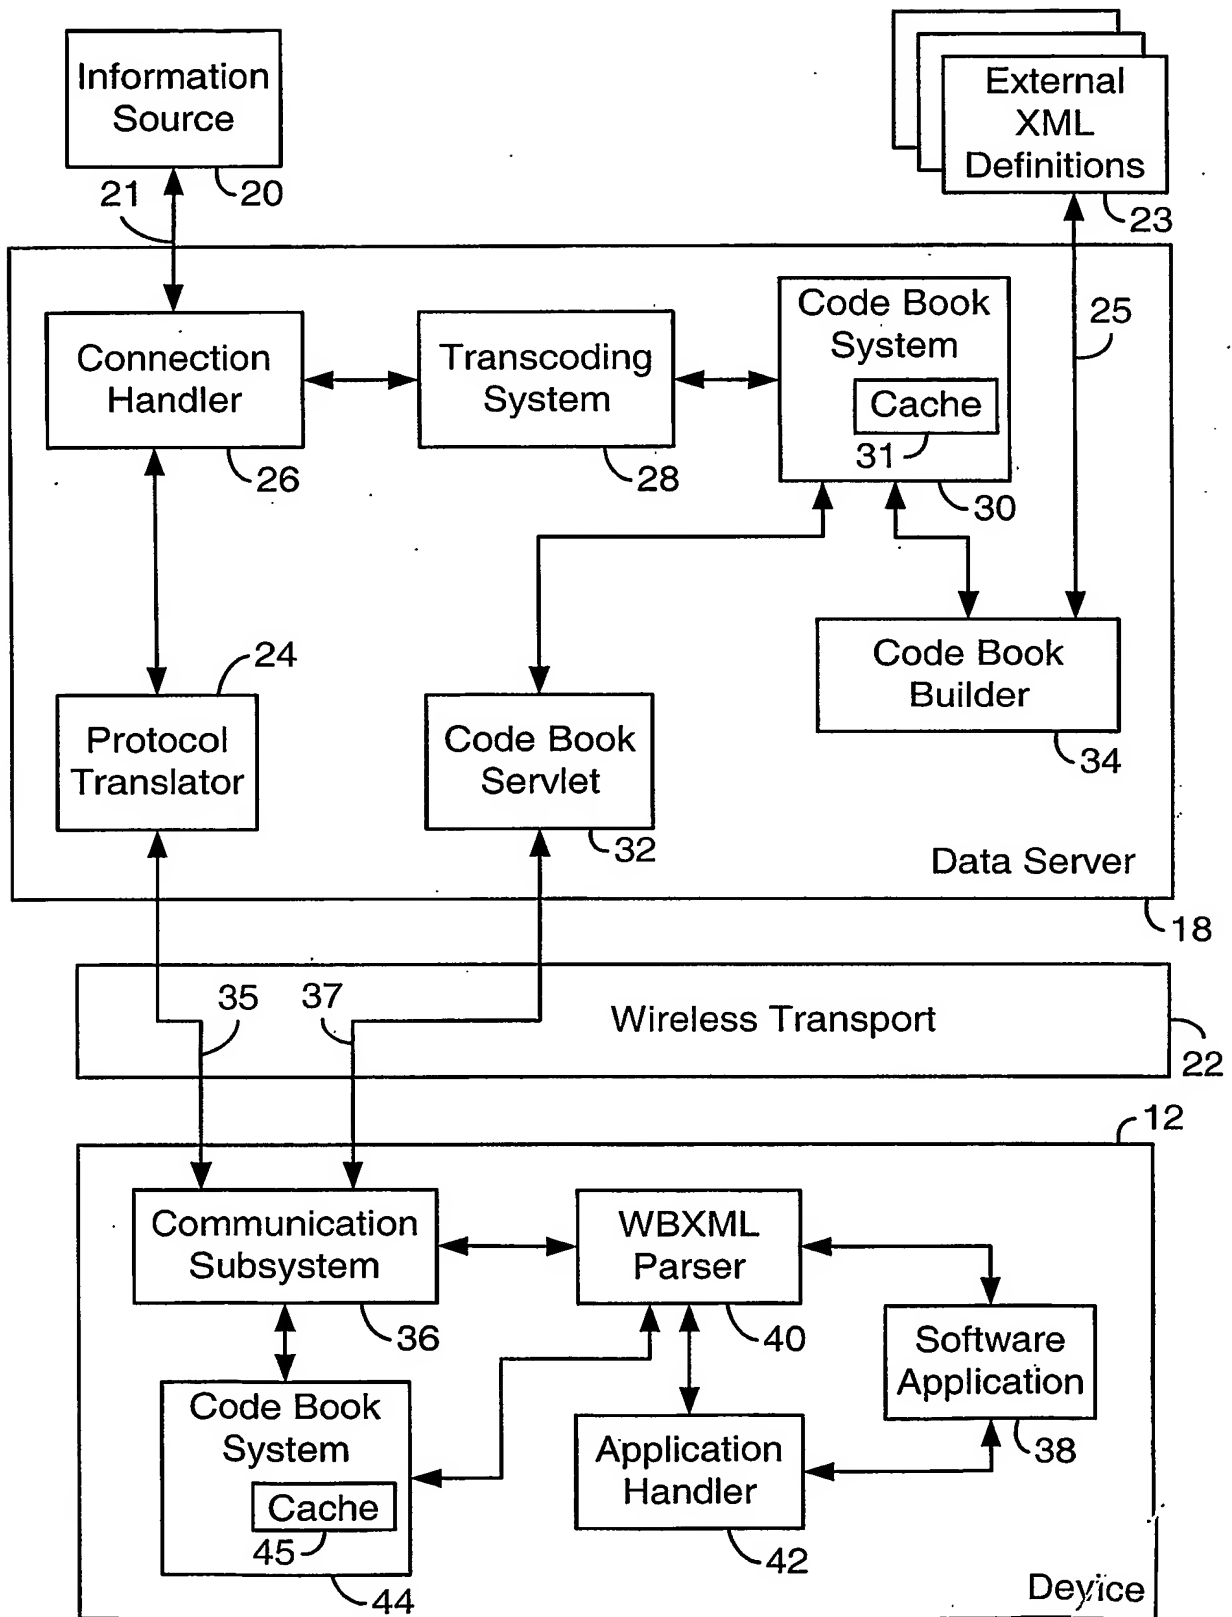 Information
Source
20
21
External
XML
Definitions
23
25
Connection
Handler
26
Transcoding
System
28
Code Book
System
Cache
31
30
24
Protocol
Translator
Code Book
Servlet
32
Code Book
Builder
34
Data Server
18
35
37
Wireless Transport
22
12
Communication
Subsystem
36
WBXML
Parser
40
Software
Application
38
Code Book
System
Cache
45
44
Application
Handler
42
Device